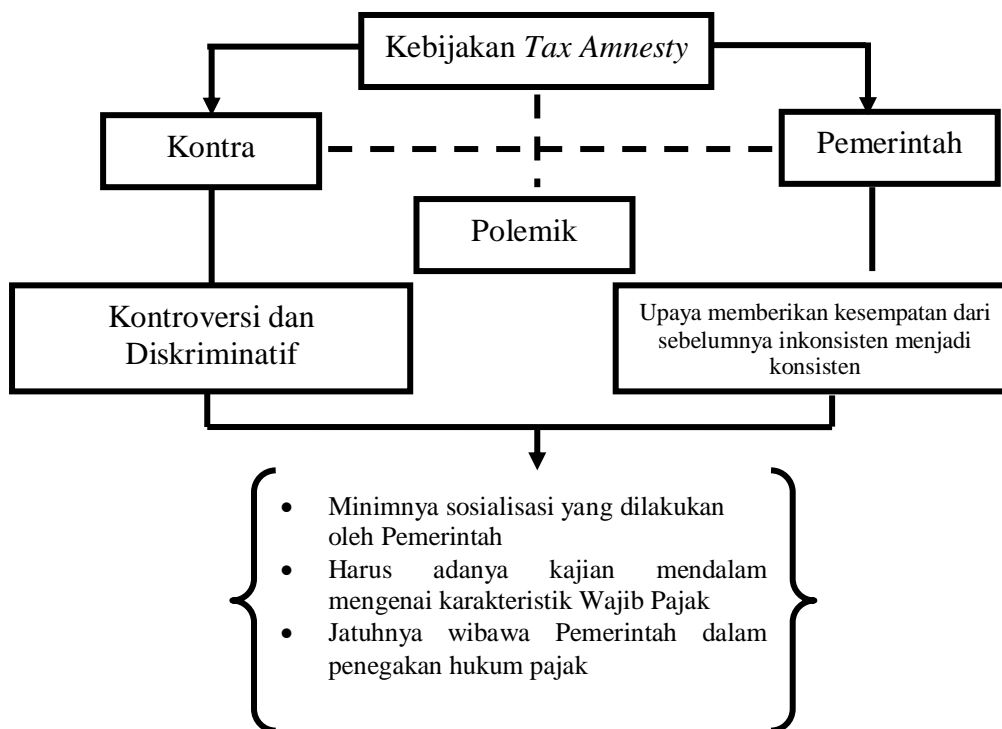 Kebijakan Tax Amnesty
Kontra
Pemerintah
Polemik
Kontroversi dan
Diskriminatif
Upaya memberikan kesempatan dari
sebelumnya inkonsisten menjadi
konsisten
• Minimnya sosialisasi yang dilakukan
oleh Pemerintah
• Harus adanya kajian mendalam
mengenai karakteristik Wajib Pajak
• Jatuhnya wibawa Pemerintah dalam
penegakan hukum pajak